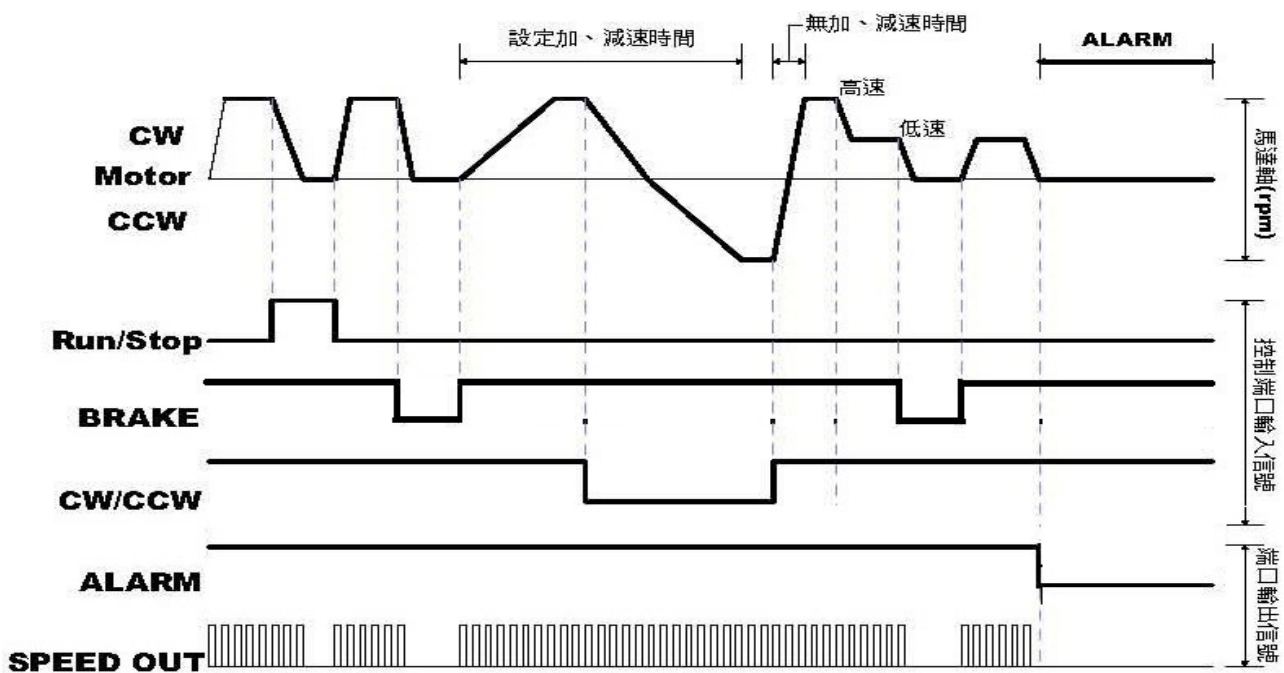 無加、減速時間
設定加、減速時間
ALARM
高速
低速
CW
Motor
CCW
馬達軸(rpm)
Run/Stop
BRAKE
CW/CCW
控制端口輸入信號
ALARM
SPEED OUT
端口輸出信號